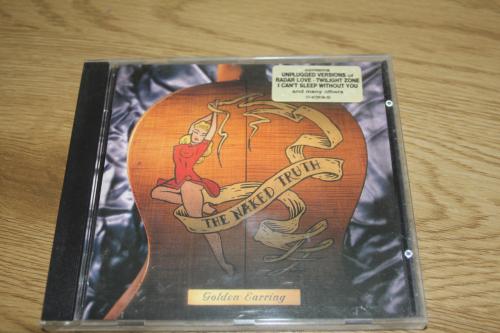 UNPLUGGED VERSIONS of
RADAR LOVE - TWILIGHT ZONE
I CAN'T SLEEP WITHOUT YOU
and many others
THE NAKED TRUTH
Golden Earring